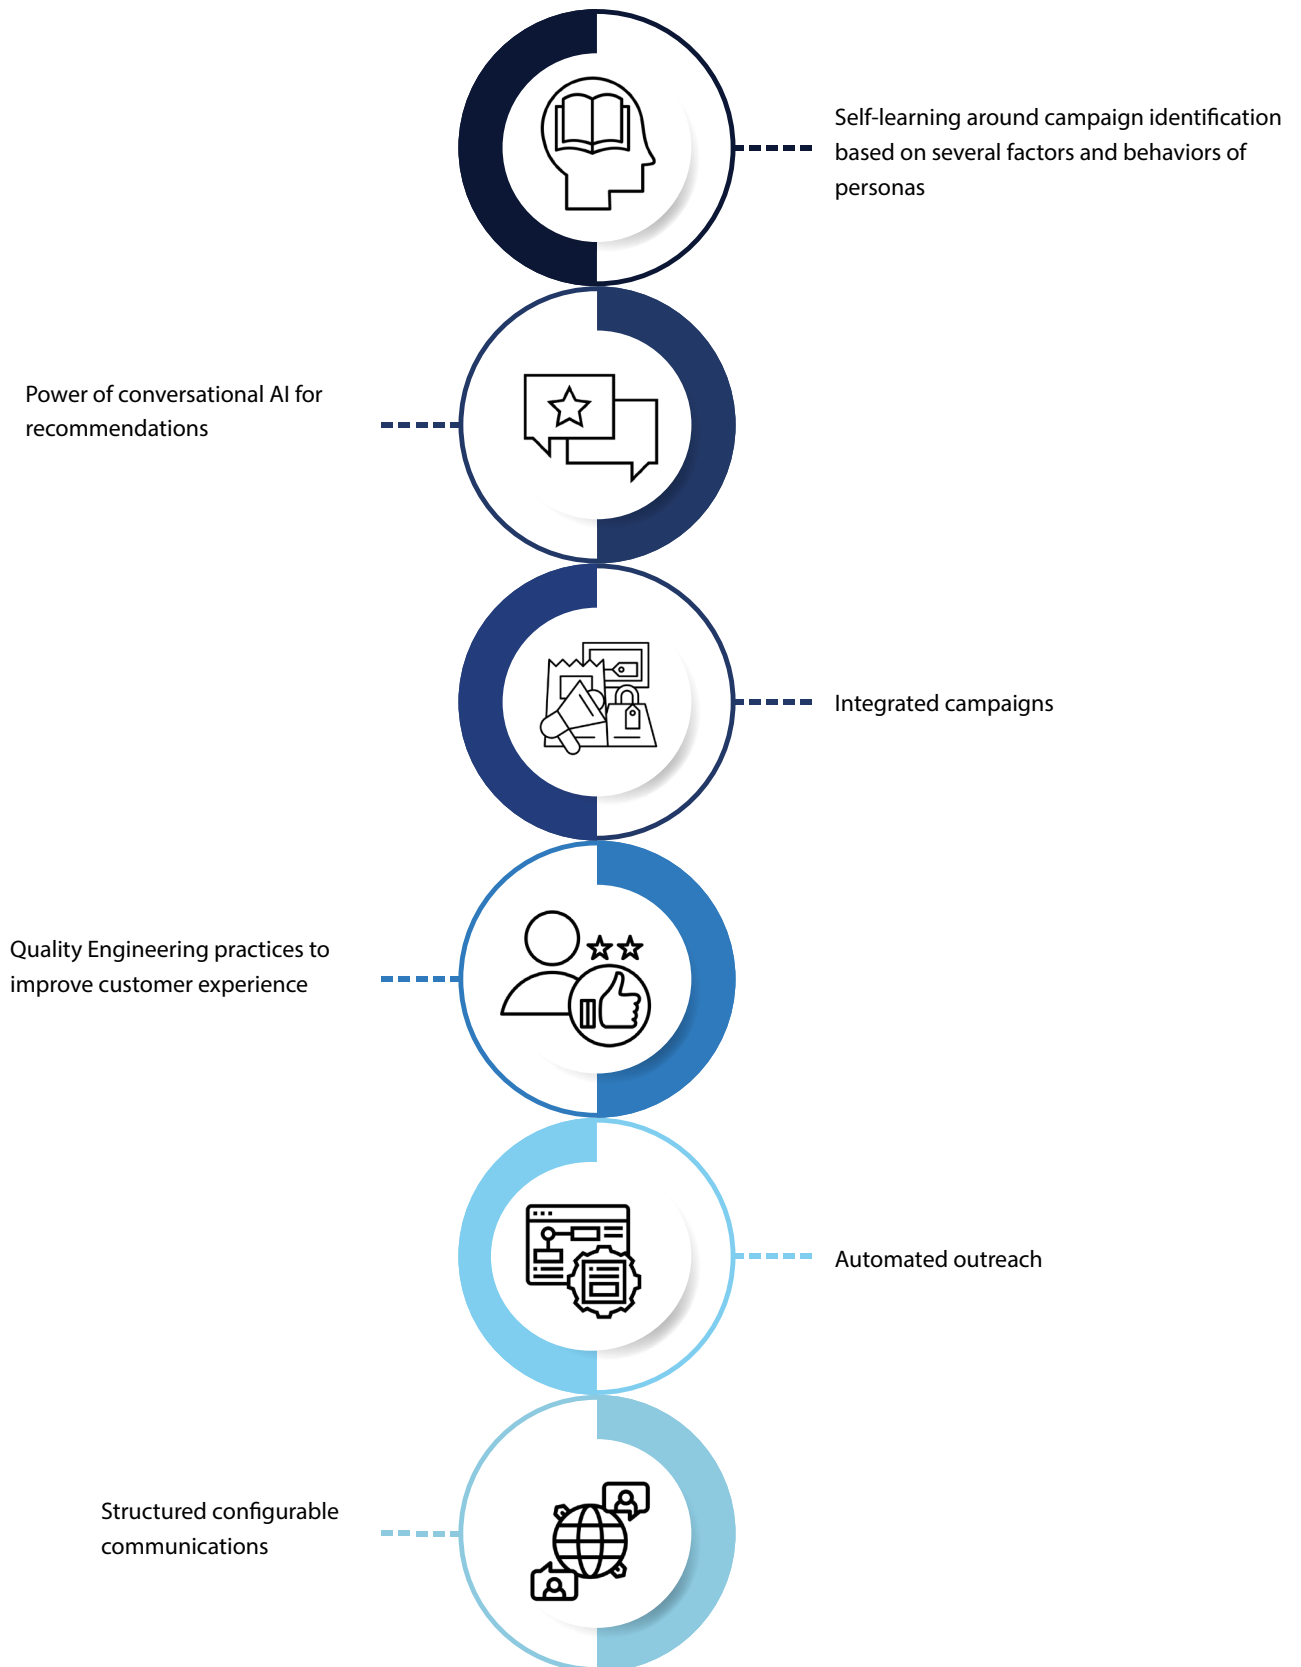 Self-learning around campaign identification
based on several factors and behaviors of
personas
Power of conversational AI for
recommendations
Integrated campaigns
Quality Engineering practices to
improve customer experience
Automated outreach
Structured configurable
communications